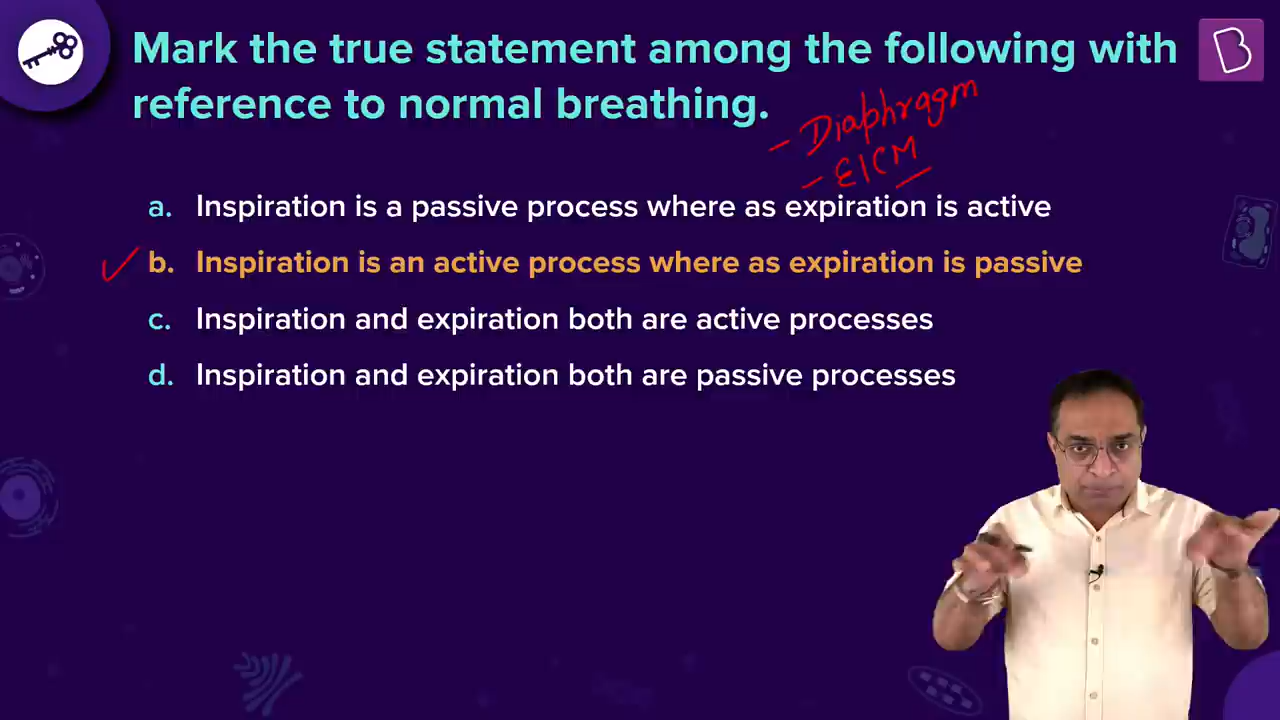 Mark the true statement among the following with
reference to normal breathing.
- Diaphragm
- EICM
a. Inspiration is a passive process where as expiration is active
b. Inspiration is an active process where as expiration is passive
c. Inspiration and expiration both are active processes
d. Inspiration and expiration both are passive processes